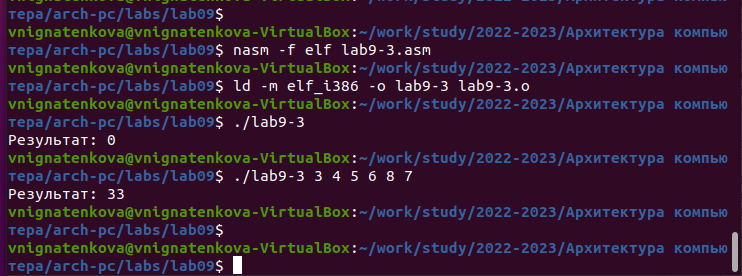 тера/arch-pc/labs/lab09$
vnignatenkova@vnignatenkova-VirtualBox:~/work/study/2022-2023/Архитектура компью
тера/arch-pc/labs/lab09$ nasm -f elf lab9-3.asm
vnignatenkova@vnignatenkova-VirtualBox:~/work/study/2022-2023/Архитектура компью
тера/arch-pc/labs/lab09$ ld -m elf_i386 -o lab9-3 lab9-3.o
vnignatenkova@vnignatenkova-VirtualBox:~/work/study/2022-2023/Архитектура компью
тера/arch-pc/labs/lab09$ ./lab9-3
Результат: 0
vnignatenkova@vnignatenkova-VirtualBox:~/work/study/2022-2023/Архитектура компью
тера/arch-pc/labs/lab09$ ./lab9-3 3 4 5 6 8 7
Результат: 33
vnignatenkova@vnignatenkova-VirtualBox:~/work/study/2022-2023/Архитектура компью
тера/arch-pc/labs/lab09$
vnignatenkova@vnignatenkova-VirtualBox:~/work/study/2022-2023/Архитектура компью
тера/arch-pc/labs/lab09$